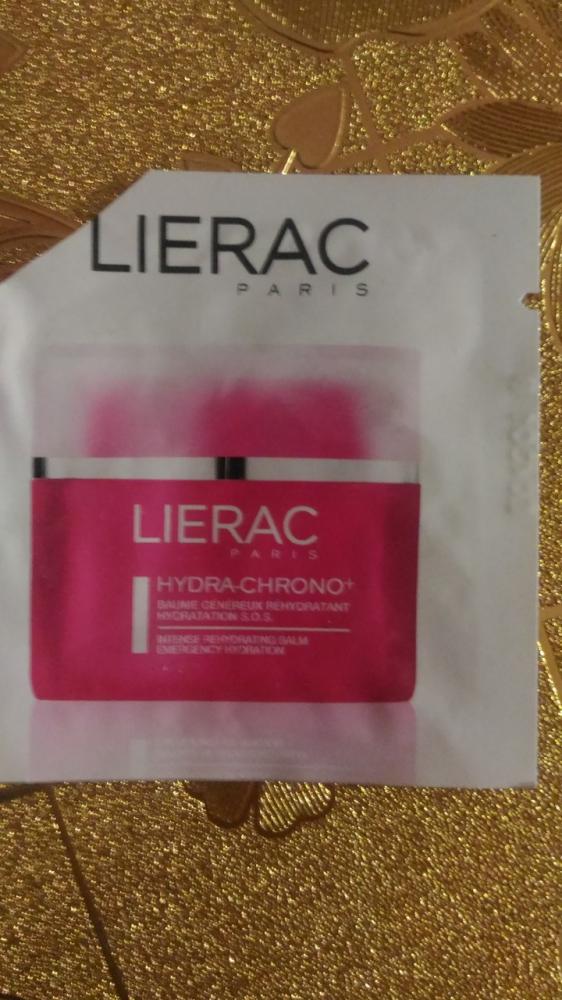 LIERAC
PARIS
LIERAC
PARIS
HYDRA-CHRONO+
BAUME GÉNÉREUX RÉHYDRATANT
HYDRATATION S.O.S.
INTENSE REHYDRATING BALM
EMERGENCY HYDRATION